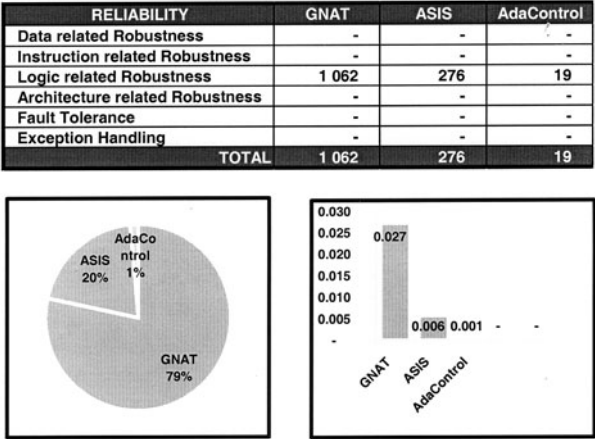 RELIABILITY GNAT ASIS AdaControl
Data related Robustness - - -
Instruction related Robustness - - -
Logic related Robustness 1 062 276 19
Architecture related Robustness - - -
Fault Tolerance - - -
Exception Handling - - -
TOTAL 1 062 276 19
AdaCo
ntrol
1%
ASIS
20%
GNAT
79%
0.030
0.025
0.020
0.015
0.010
0.005
-
0.027
0.006 0.001 - -
GNAT
ASIS
AdaControl